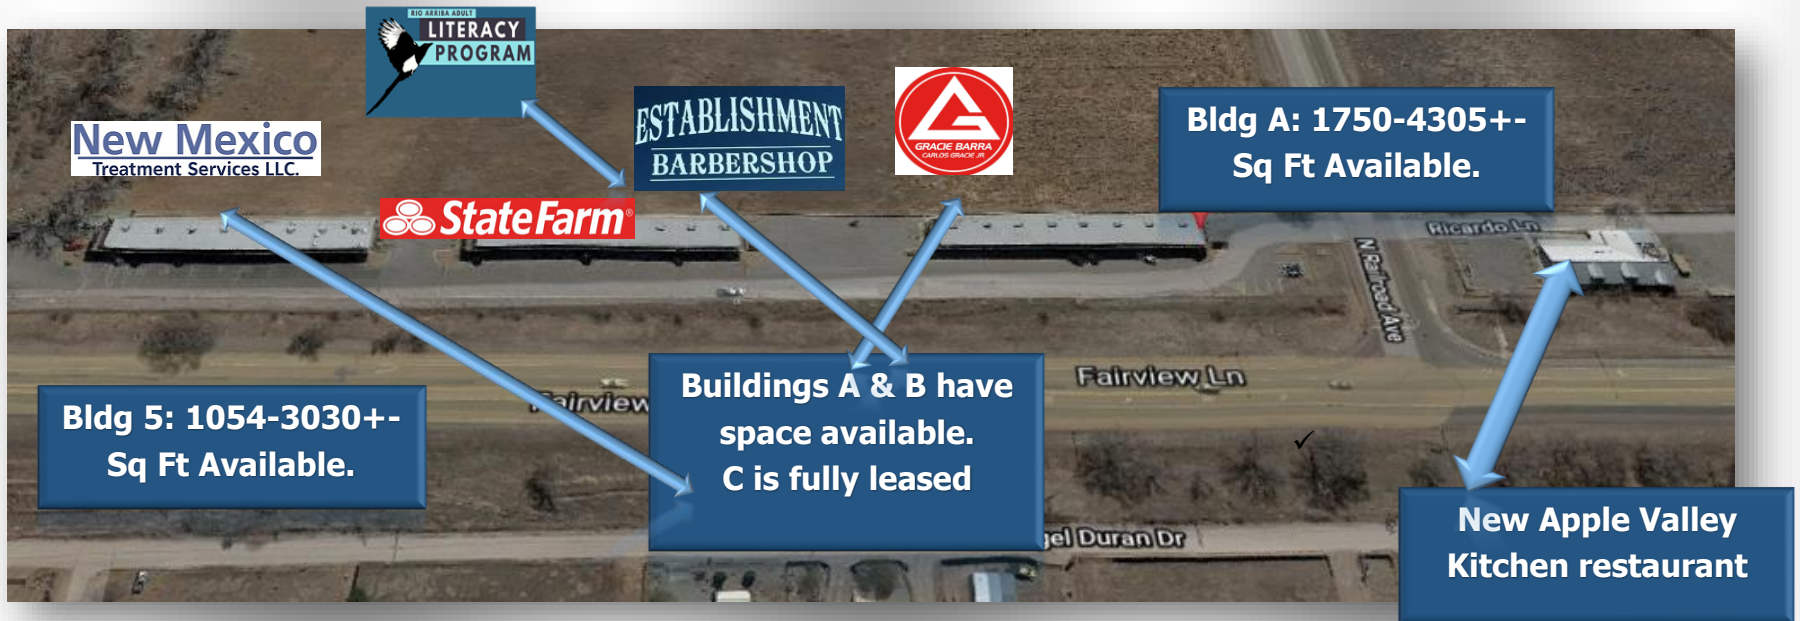 RIO ARRIBA ADULT
LITERACY
PROGRAM
New Mexico
Treatment Services LLC.
ESTABLISHMENT
BARBERSHOP
GRACIE BARRA
CARLOS GRACIE JR.
Bldg A: 1750-4305+-
Sq Ft Available.
StateFarm®
Ricardo Ln
N Railroad Ave
Fairview Ln
Fairview
Buildings A & B have
space available.
C is fully leased
Bldg 5: 1054-3030+-
Sq Ft Available.
gel Duran Dr
New Apple Valley
Kitchen restaurant